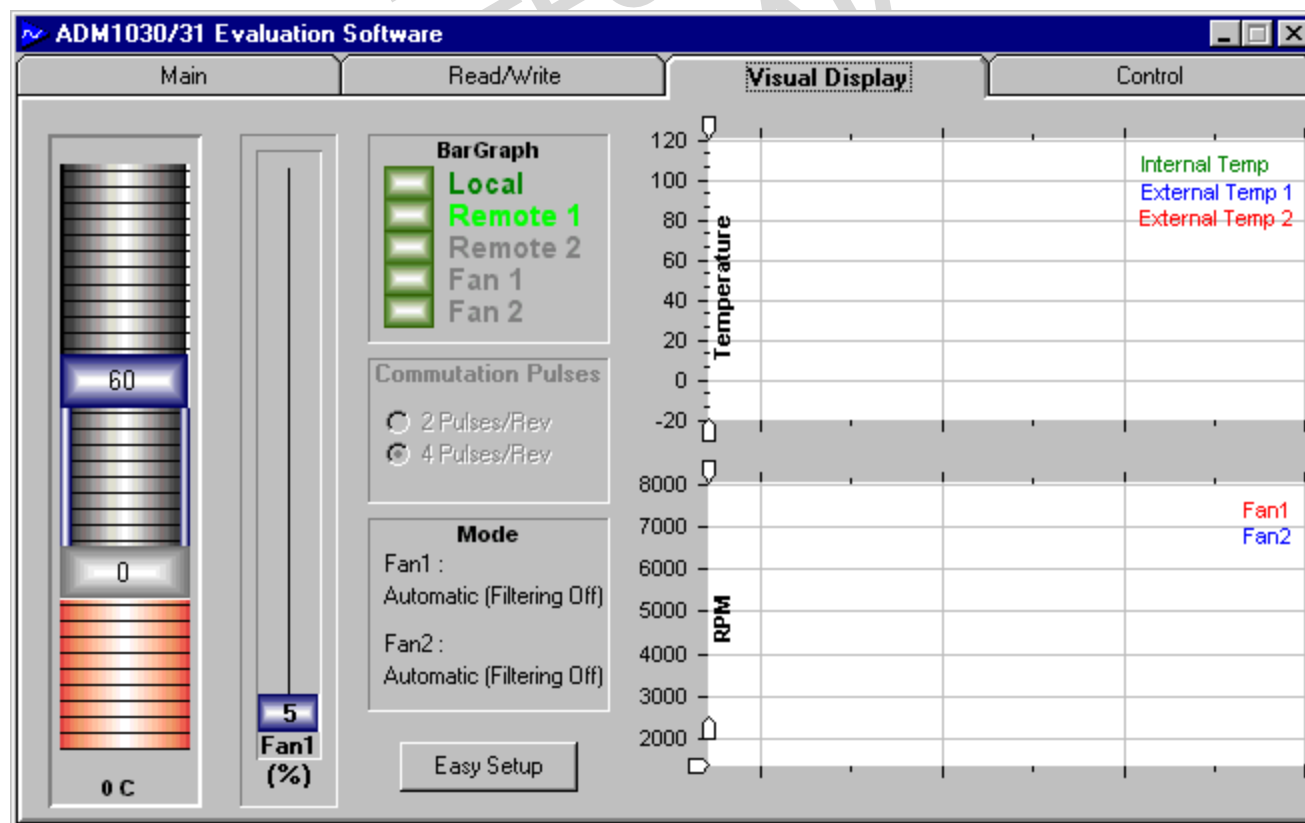 ADM1030/31 Evaluation Software
Main
Read/Write
Visual Display
Control
60
0
0 C
5
Fan1
(%)
BarGraph
Local
Remote 1
Remote 2
Fan 1
Fan 2
Commutation Pulses
2 Pulses/Rev
4 Pulses/Rev
Mode
Fan1 :
Automatic (Filtering Off)
Fan2 :
Automatic (Filtering Off)
Easy Setup
120
100
80
60
40
20
0
-20
Temperature
Internal Temp
External Temp 1
External Temp 2
8000
7000
6000
5000
4000
3000
2000
RPM
Fan1
Fan2